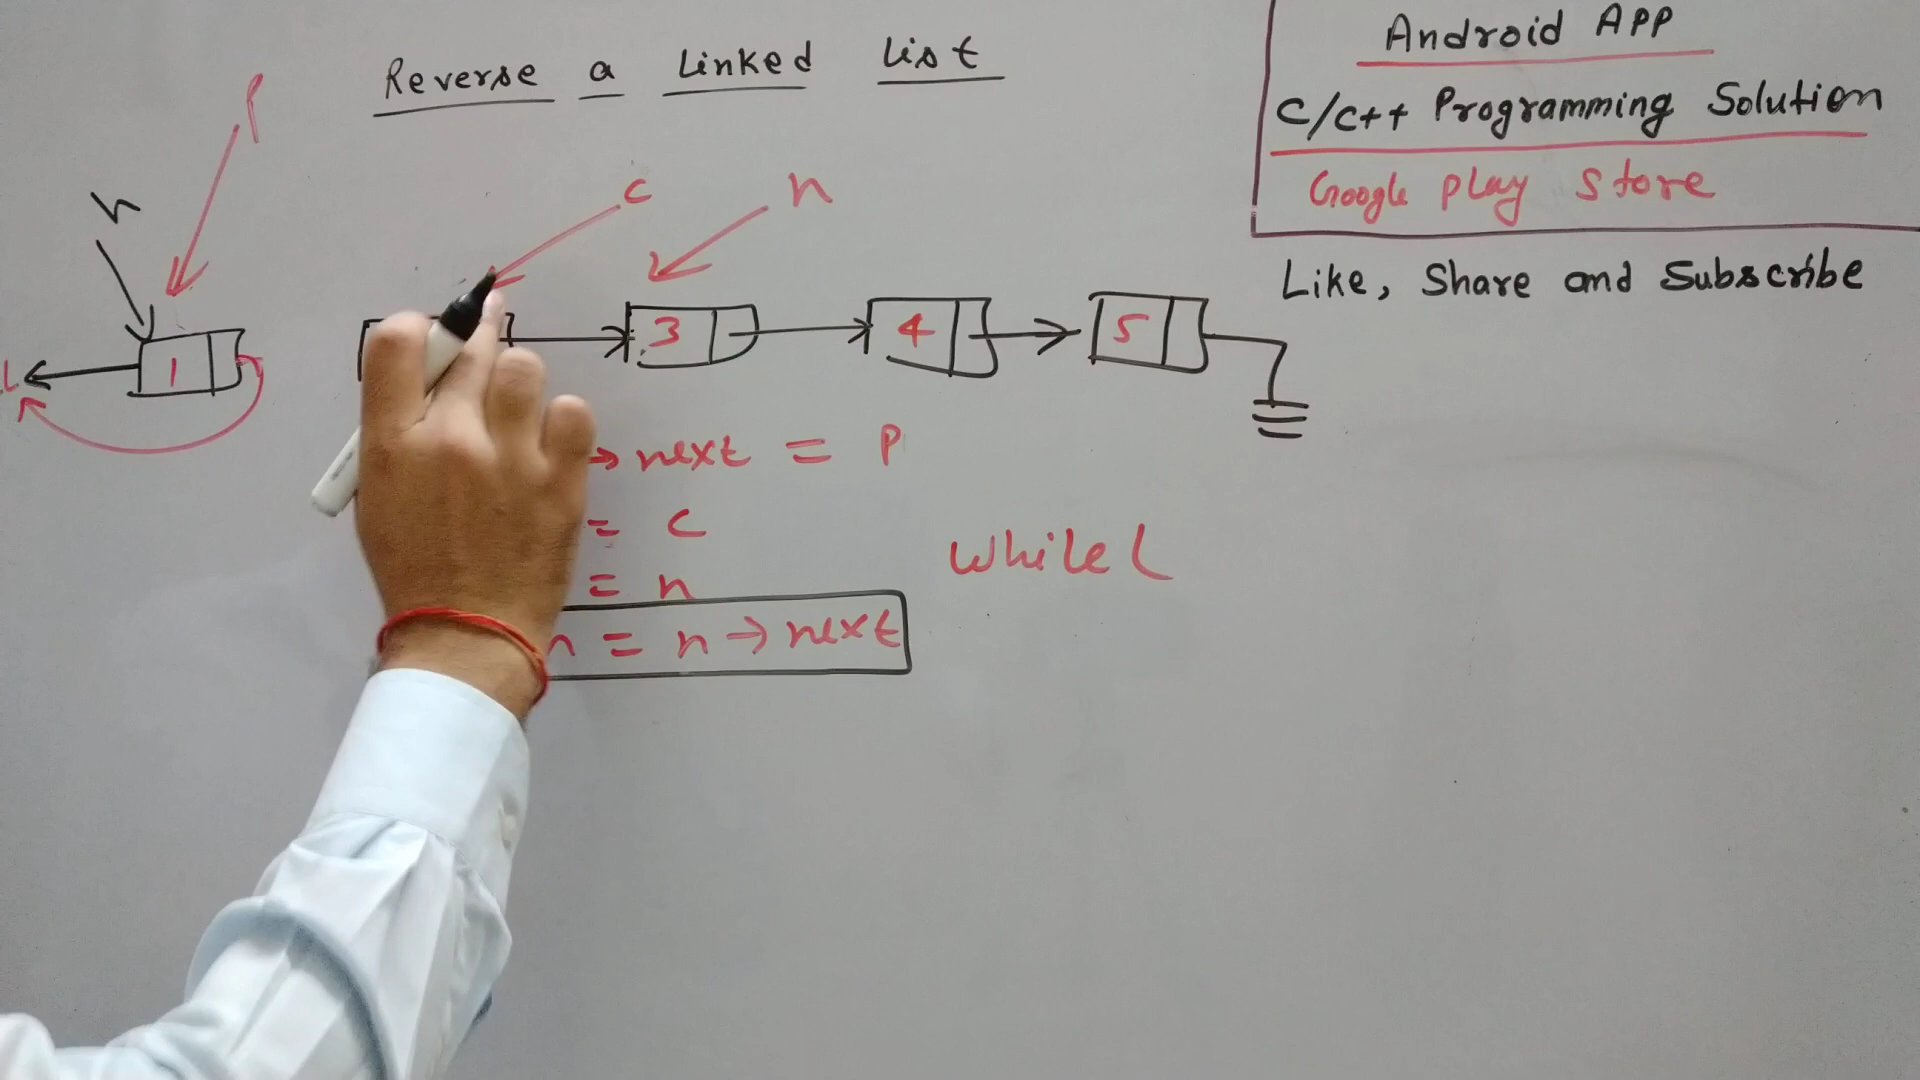 Reverse a Linked List
Android APP
C/C++ Programming Solution
Google play store
Like, Share and Subscribe
P
h
c
n
1
3
4
5
→ next = P
= c
= n
n = n → next
while (